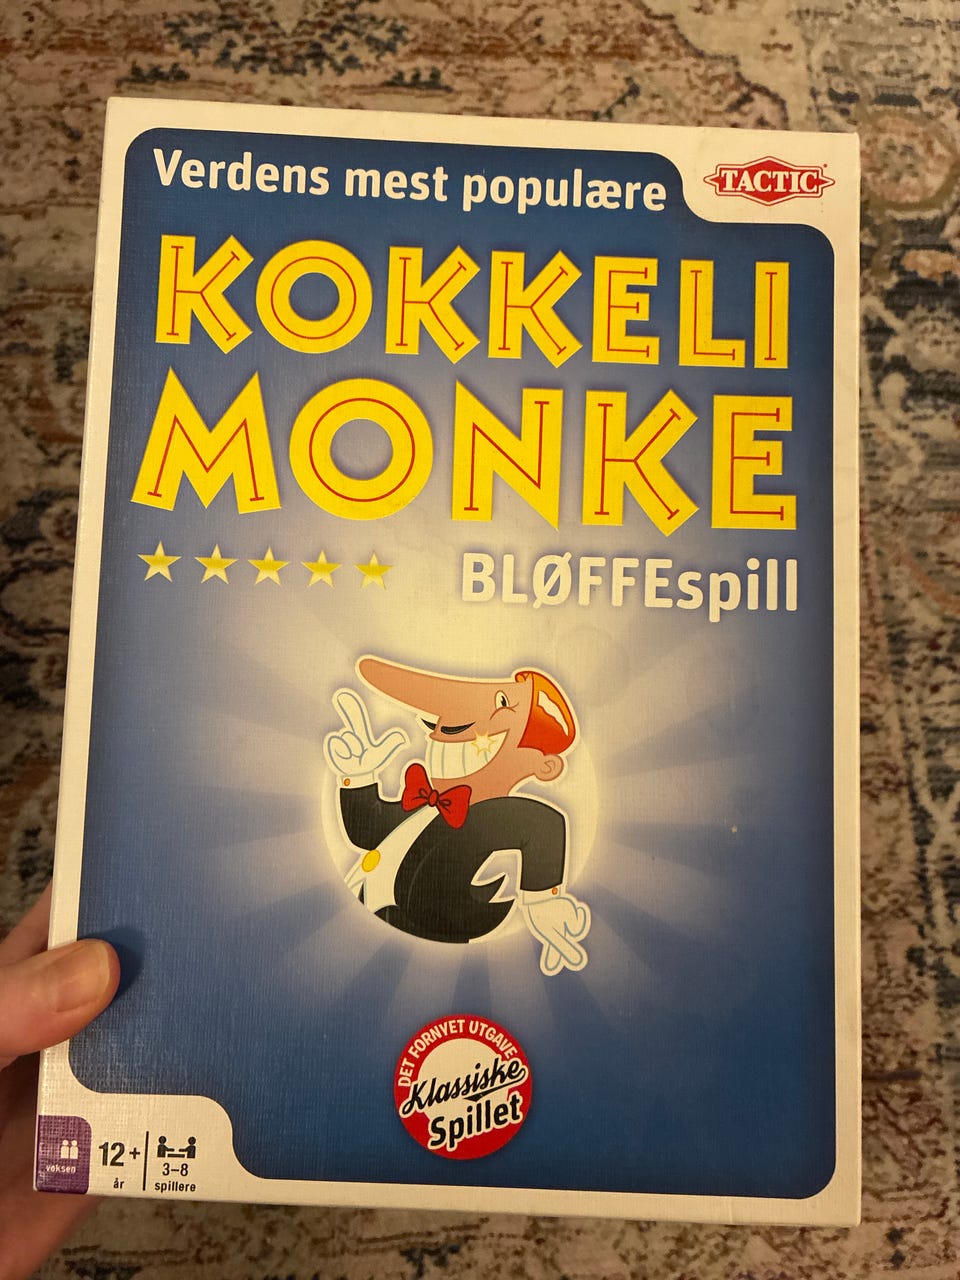 Verdens mest populære
TACTIC
KOKKELI
MONKE
BLØFFEspill
DET FORNYET UTGAVE
Klassiske
Spillet
voksen
12+
år
3–8
spillere